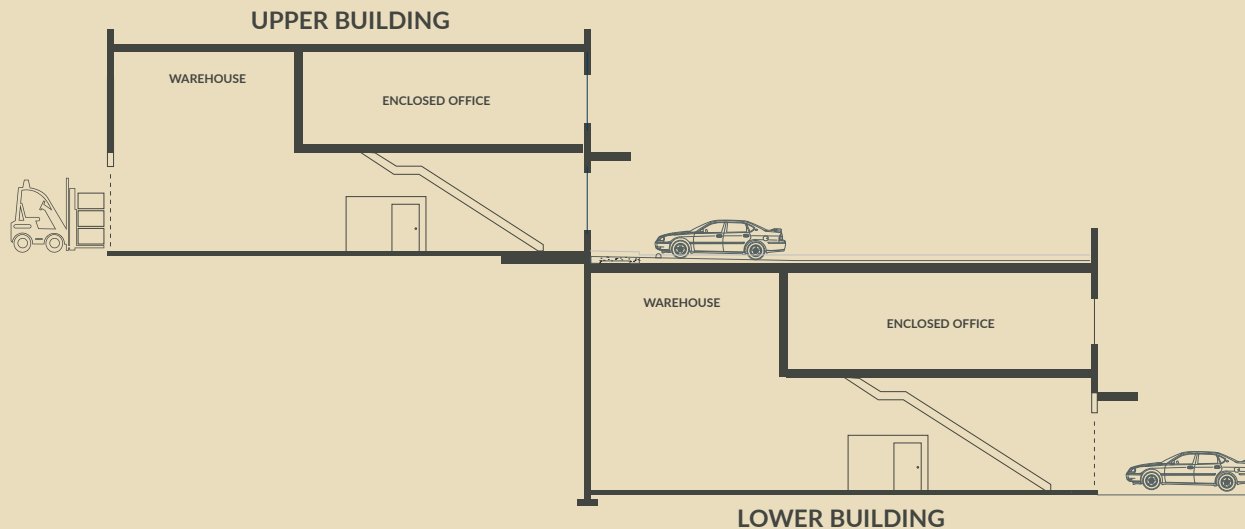 UPPER BUILDING
WAREHOUSE
ENCLOSED OFFICE
WAREHOUSE
ENCLOSED OFFICE
LOWER BUILDING